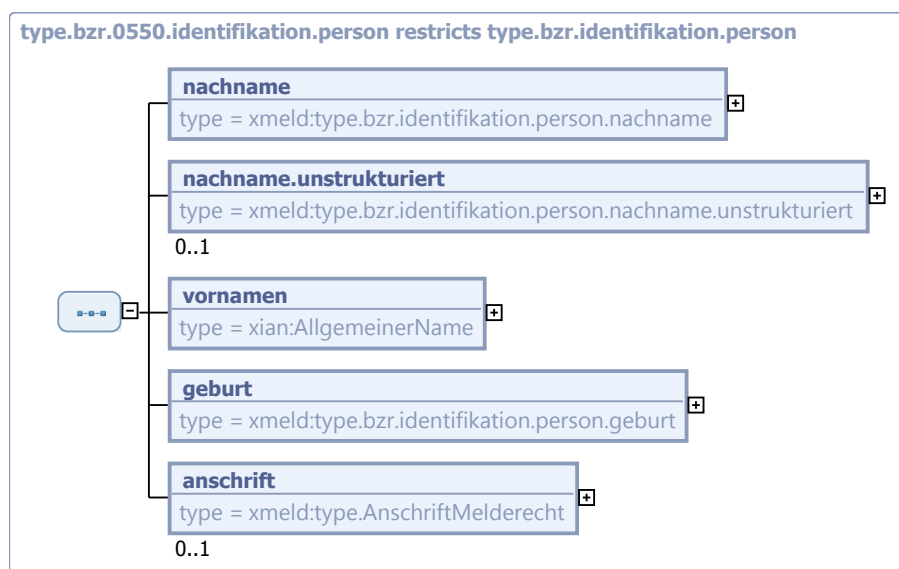 type.bzr.0550.identifikation.person restricts type.bzr.identifikation.person
nachname
type = xmeld:type.bzr.identifikation.person.nachname
nachname.unstrukturiert
type = xmeld:type.bzr.identifikation.person.nachname.unstrukturiert
0..1
vornamen
type = xian:AllgemeinerName
geburt
type = xmeld:type.bzr.identifikation.person.geburt
anschrift
type = xmeld:type.AnschriftMelderecht
0..1